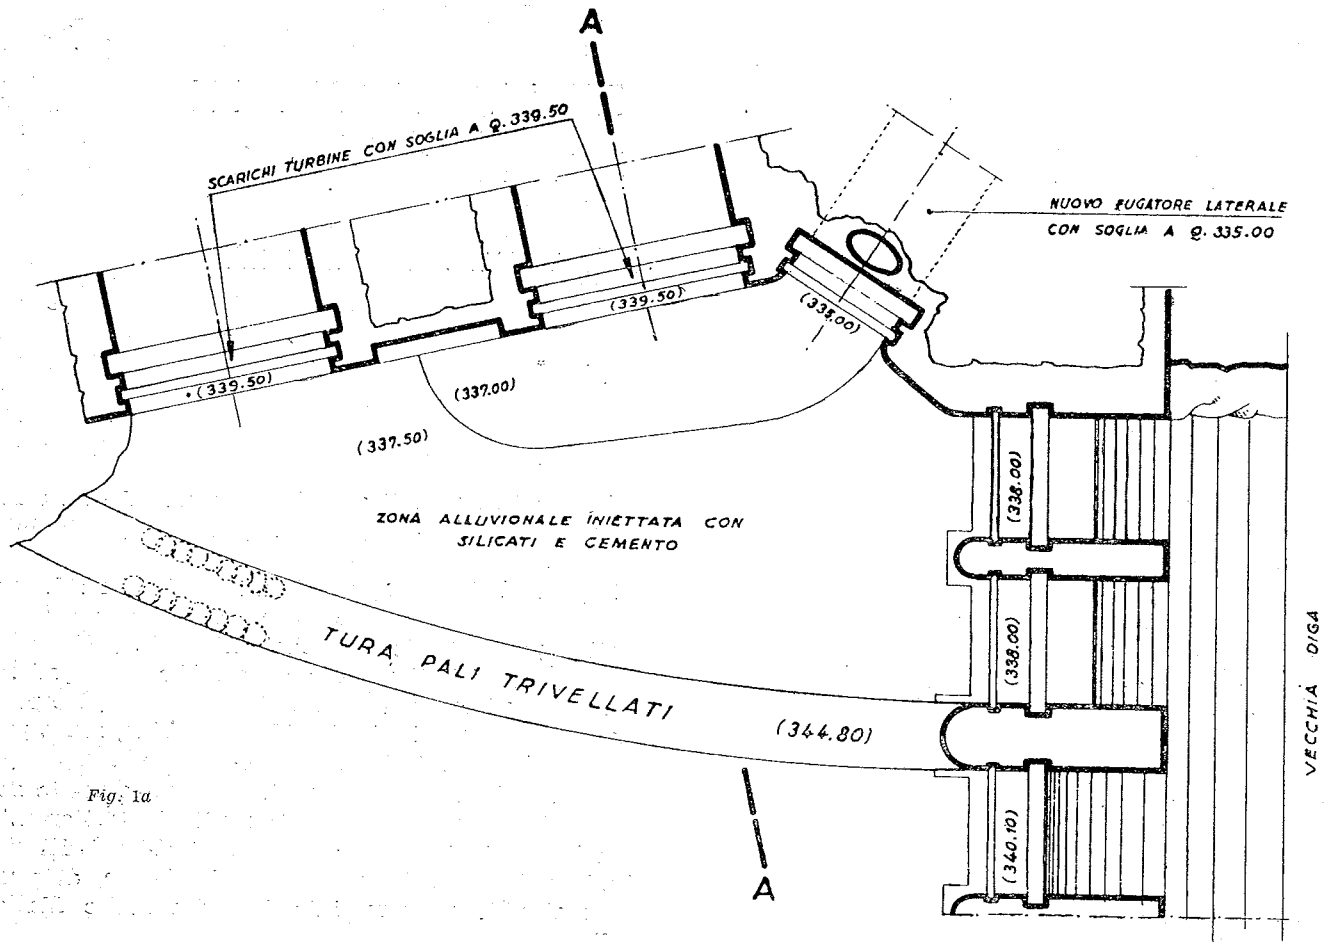 A
SCARICHI TURBINE CON SOGLIA A Q. 339.50
NUOVO FUGATORE LATERALE
CON SOGLIA A Q. 335.00
(339.50)
(335.00)
(339.50)
(337.00)
(337.50)
(338.00)
ZONA ALLUVIONALE INIETTATA CON
SILICATI E CEMENTO
(338.00)
TURA PALI TRIVELLATI
(344.80)
VECCHIA DIGA
Fig. 1a
(340.10)
A